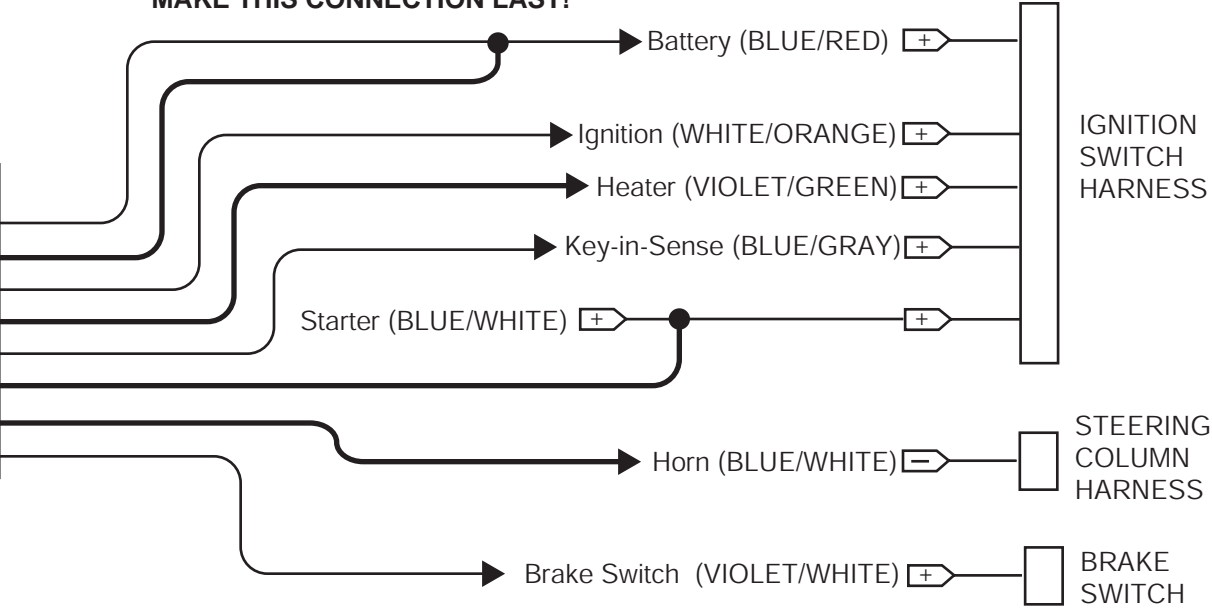 MAKE THIS CONNECTION LAST!
Battery (BLUE/RED) +
Ignition (WHITE/ORANGE) +
Heater (VIOLET/GREEN) +
Key-in-Sense (BLUE/GRAY) +
Starter (BLUE/WHITE) + +
IGNITION
SWITCH
HARNESS
Horn (BLUE/WHITE) −
STEERING
COLUMN
HARNESS
Brake Switch (VIOLET/WHITE) +
BRAKE
SWITCH